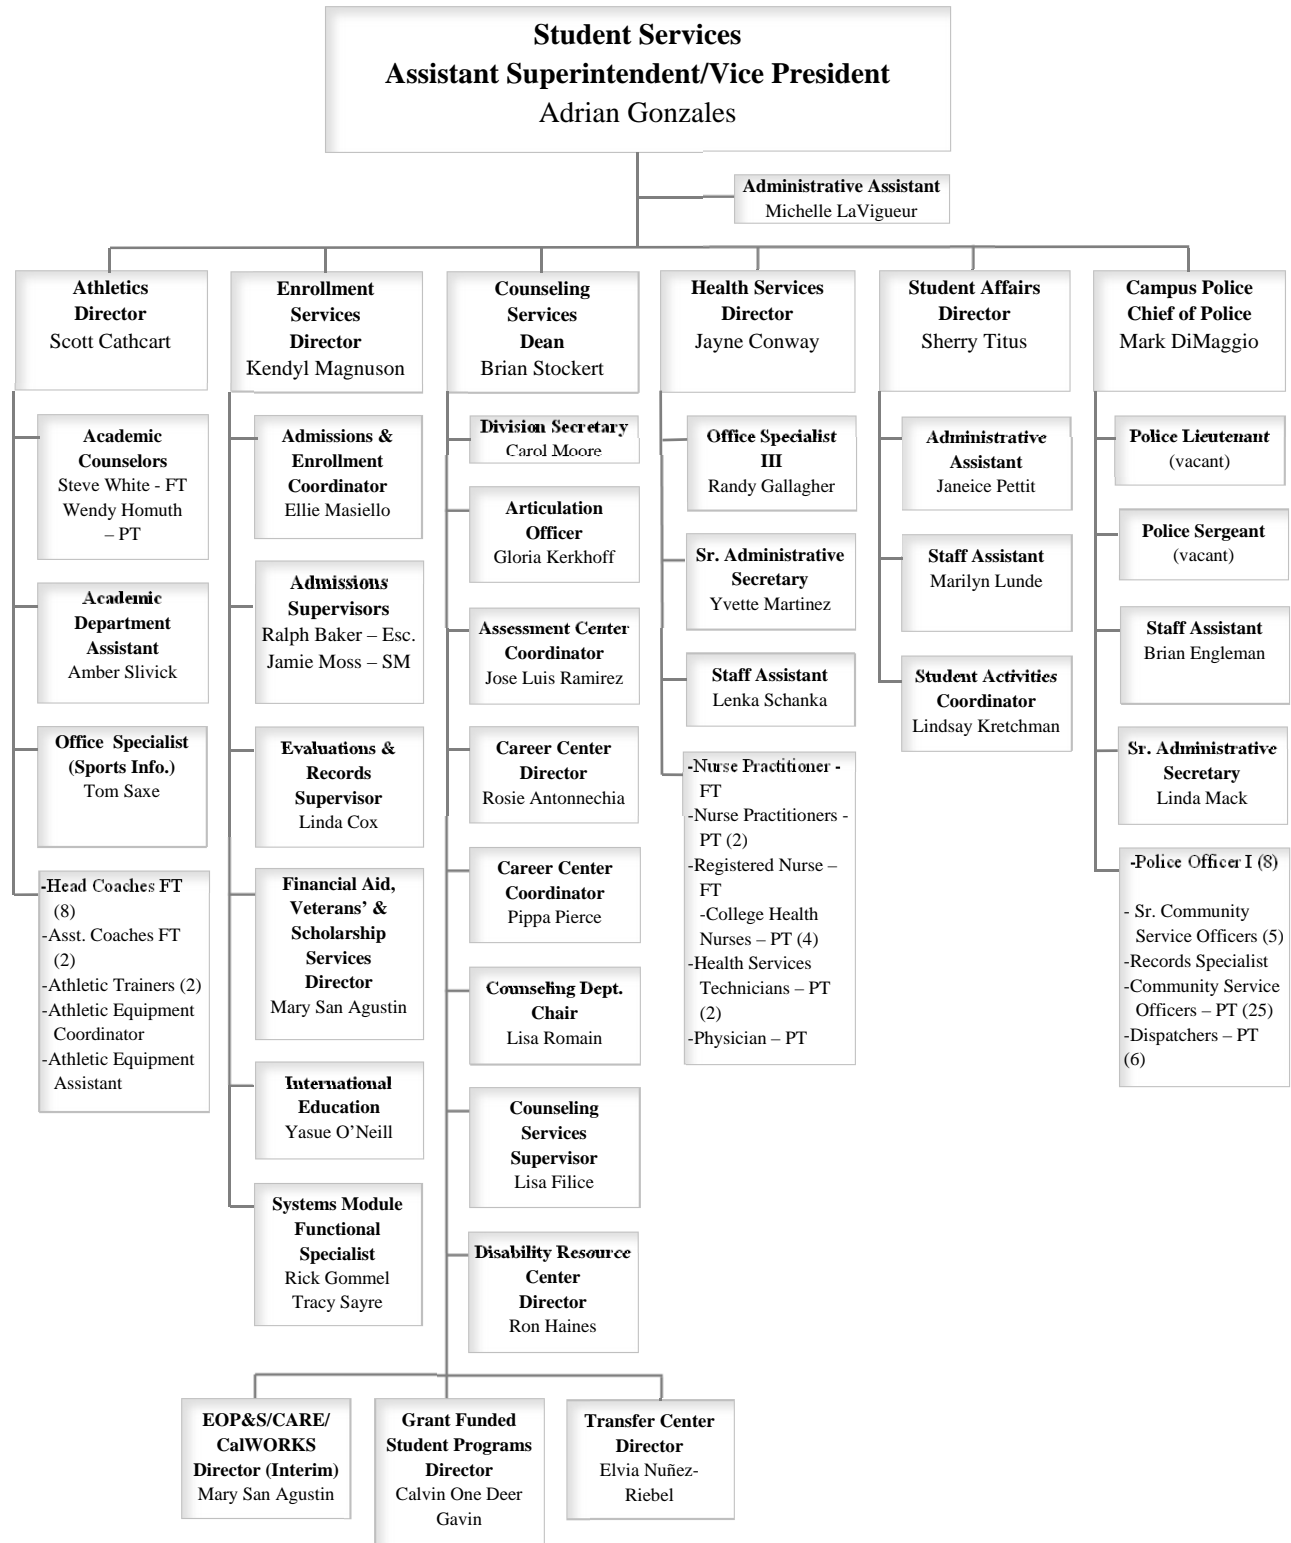 Student Services
Assistant Superintendent/Vice President
Adrian Gonzales
Administrative Assistant
Michelle LaVigueur
Athletics
Director
Scott Cathcart
Academic
Counselors
Steve White - FT
Wendy Homuth
– PT
Academic
Department
Assistant
Amber Slivick
Office Specialist
(Sports Info.)
Tom Saxe
-Head Coaches FT
(8)
-Asst. Coaches FT
(2)
-Athletic Trainers (2)
-Athletic Equipment
Coordinator
-Athletic Equipment
Assistant
Enrollment
Services
Director
Kendyl Magnuson
Admissions &
Enrollment
Coordinator
Ellie Masiello
Admissions
Supervisors
Ralph Baker – Esc.
Jamie Moss – SM
Evaluations &
Records
Supervisor
Linda Cox
Financial Aid,
Veterans’ &
Scholarship
Services
Director
Mary San Agustin
International
Education
Yasue O’Neill
Systems Module
Functional
Specialist
Rick Gommel
Tracy Sayre
Counseling
Services
Dean
Brian Stockert
Division Secretary
Carol Moore
Articulation
Officer
Gloria Kerkhoff
Assessment Center
Coordinator
Jose Luis Ramirez
Career Center
Director
Rosie Antonnechia
Career Center
Coordinator
Pippa Pierce
Counseling Dept.
Chair
Lisa Romain
Counseling
Services
Supervisor
Lisa Filice
Disability Resource
Center
Director
Ron Haines
EOP&S/CARE/
CalWORKS
Director (Interim)
Mary San Agustin
Grant Funded
Student Programs
Director
Calvin One Deer
Gavin
Transfer Center
Director
Elvia Nuñez-
Riebel
Health Services
Director
Jayne Conway
Office Specialist
III
Randy Gallagher
Sr. Administrative
Secretary
Yvette Martinez
Staff Assistant
Lenka Schanka
-Nurse Practitioner -
FT
-Nurse Practitioners -
PT (2)
-Registered Nurse –
FT
-College Health
Nurses – PT (4)
-Health Services
Technicians – PT
(2)
-Physician – PT
Student Affairs
Director
Sherry Titus
Administrative
Assistant
Janeice Pettit
Staff Assistant
Marilyn Lunde
Student Activities
Coordinator
Lindsay Kretchman
Campus Police
Chief of Police
Mark DiMaggio
Police Lieutenant
(vacant)
Police Sergeant
(vacant)
Staff Assistant
Brian Engleman
Sr. Administrative
Secretary
Linda Mack
-Police Officer I (8)
- Sr. Community
Service Officers (5)
-Records Specialist
-Community Service
Officers – PT (25)
-Dispatchers – PT
(6)